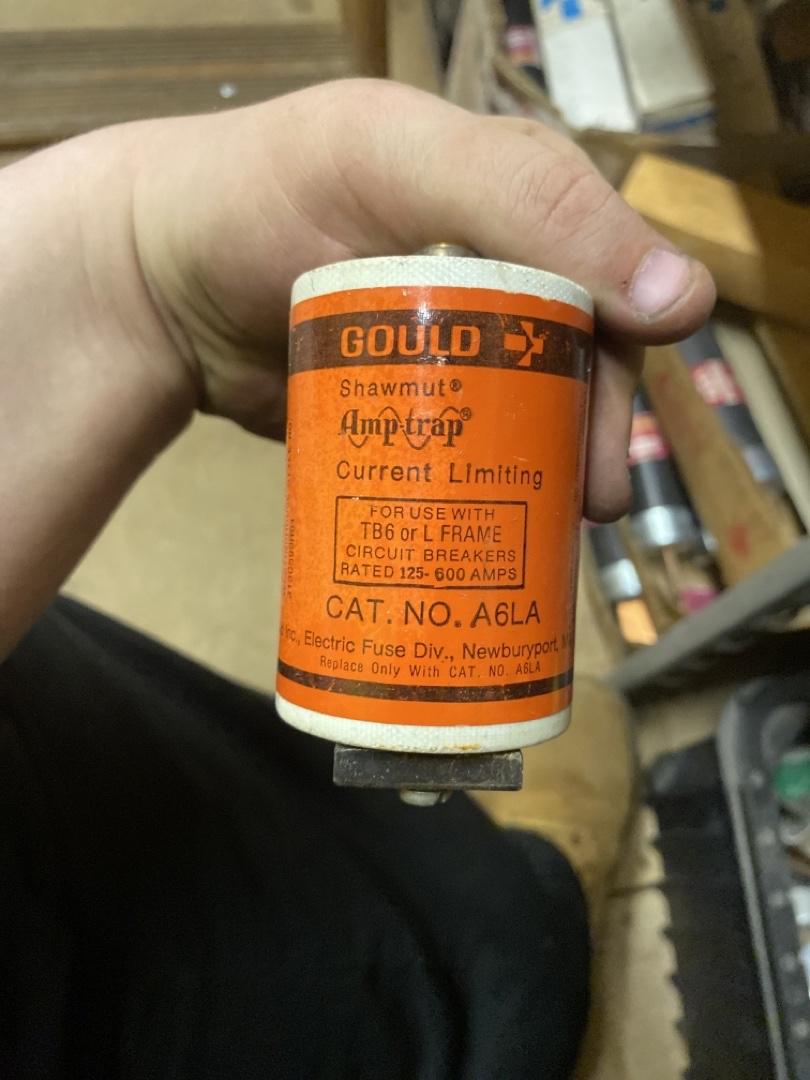 GOULD
Shawmut®
Amp-trap®
Current Limiting
FOR USE WITH
TB6 or L FRAME
CIRCUIT BREAKERS
RATED 125-600 AMPS
CAT. NO. A6LA
Inc., Electric Fuse Div., Newburyport,
Replace Only With CAT. NO. A6LA